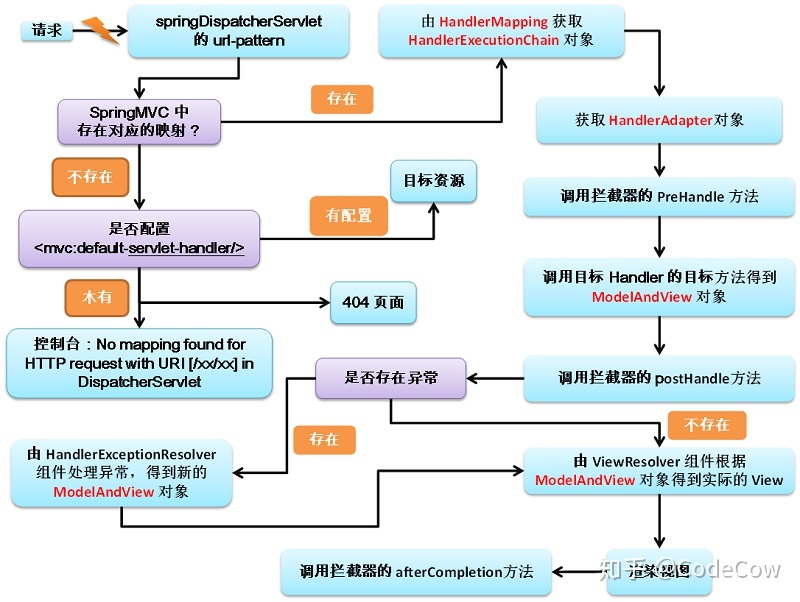 请求
springDispatcherServlet
的 url-pattern
由 HandlerMapping 获取
HandlerExecutionChain 对象
SpringMVC 中
存在对应的映射？
存在
获取 HandlerAdapter对象
不存在
目标资源
调用拦截器的 PreHandle 方法
有配置
是否配置
<mvc:default-servlet-handler/>
调用目标 Handler 的目标方法得到
ModelAndView 对象
木有
404 页面
控制台：No mapping found for
HTTP request with URI [/xx/xx] in
DispatcherServlet
是否存在异常
调用拦截器的 postHandle方法
不存在
存在
由 HandlerExceptionResolver
组件处理异常，得到新的
ModelAndView 对象
由 ViewResolver 组件根据
ModelAndView 对象得到实际的 View
调用拦截器的 afterCompletion方法
渲染视图
知乎 @CodeCow